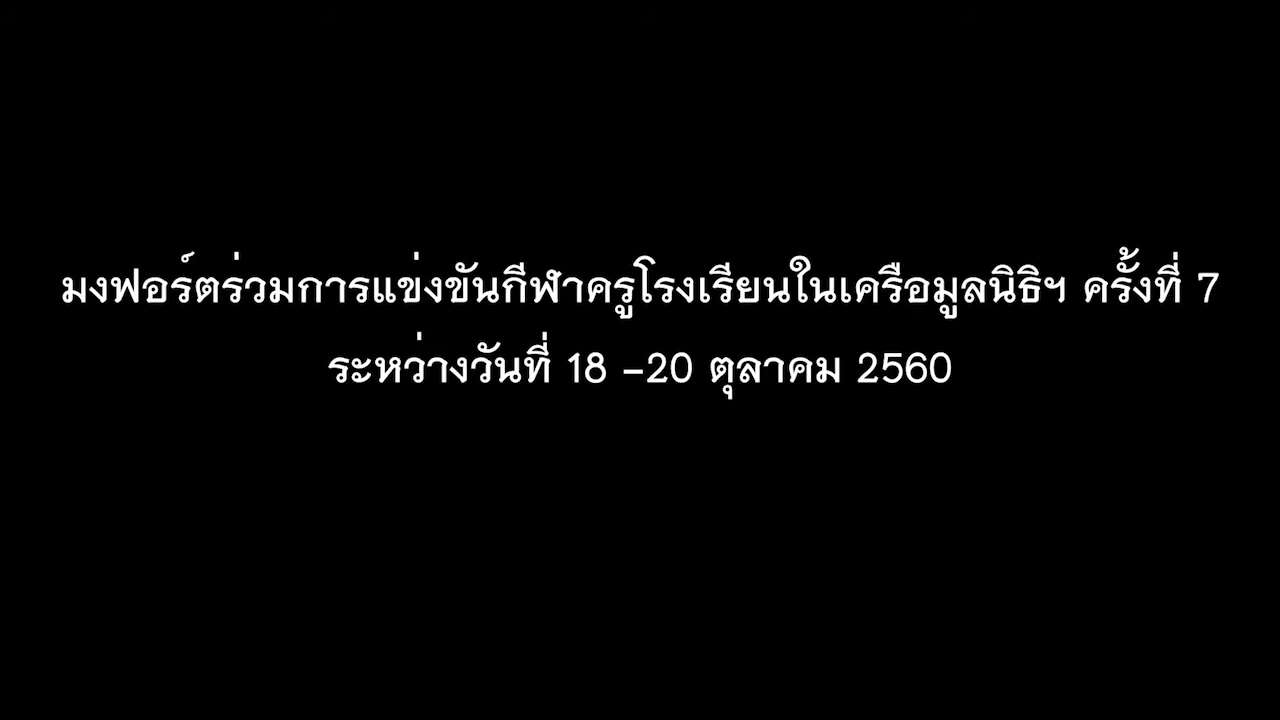 มงฟอร์ตร่วมการแข่งขันกีฬาครูโรงเรียนในเครือมูลนิธิฯ ครั้งที่ 7
ระหว่างวันที่ 18 –20 ตุลาคม 2560